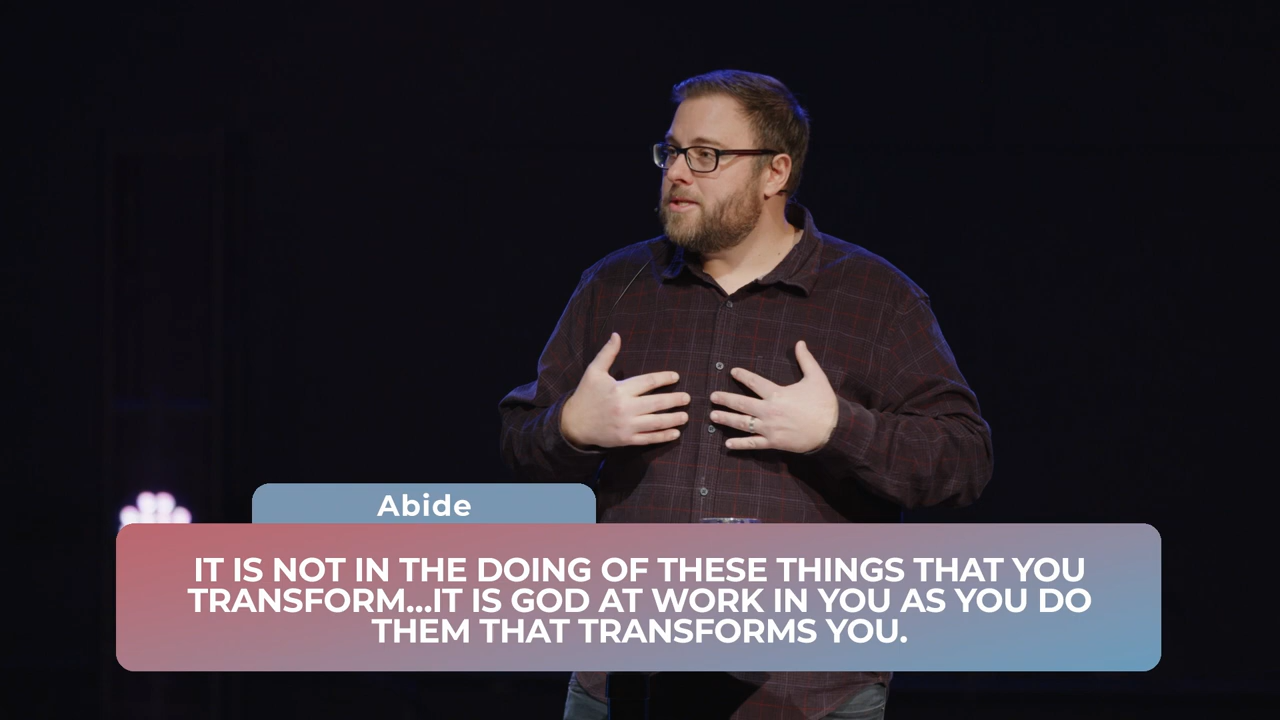 Abide
IT IS NOT IN THE DOING OF THESE THINGS THAT YOU
TRANSFORM...IT IS GOD AT WORK IN YOU AS YOU DO
THEM THAT TRANSFORMS YOU.